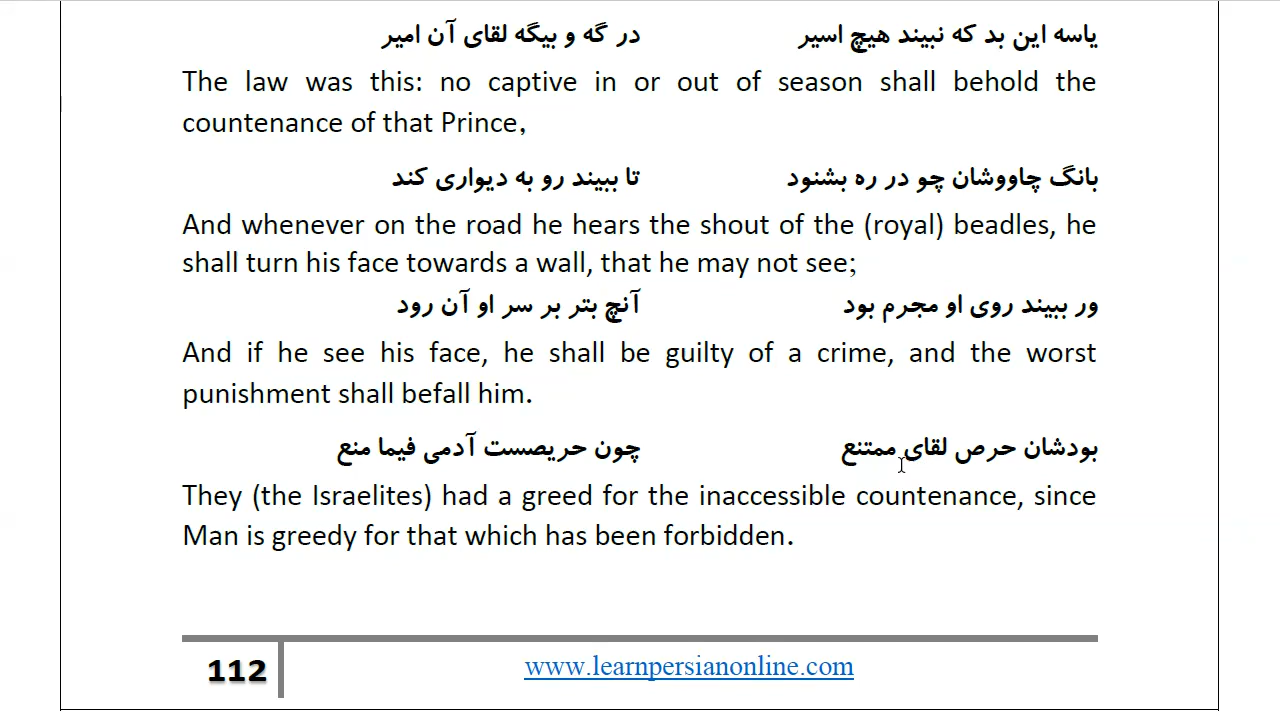 یاسه این بد که نبیند هیچ اسیر در گه و بیگه لقای آن امیر
The law was this: no captive in or out of season shall behold the
countenance of that Prince,
بانگ چاووشان چو در ره بشنود تا ببیند رو به دیواری کند
And whenever on the road he hears the shout of the (royal) beadles, he
shall turn his face towards a wall, that he may not see;
ور ببیند روی او مجرم بود آنچ بتر بر سر او آن رود
And if he see his face, he shall be guilty of a crime, and the worst
punishment shall befall him.
بودشان حرص لقای ممتنع چون حریصست آدمی فیما منع
They (the Israelites) had a greed for the inaccessible countenance, since
Man is greedy for that which has been forbidden.
112 www.learnpersianonline.com